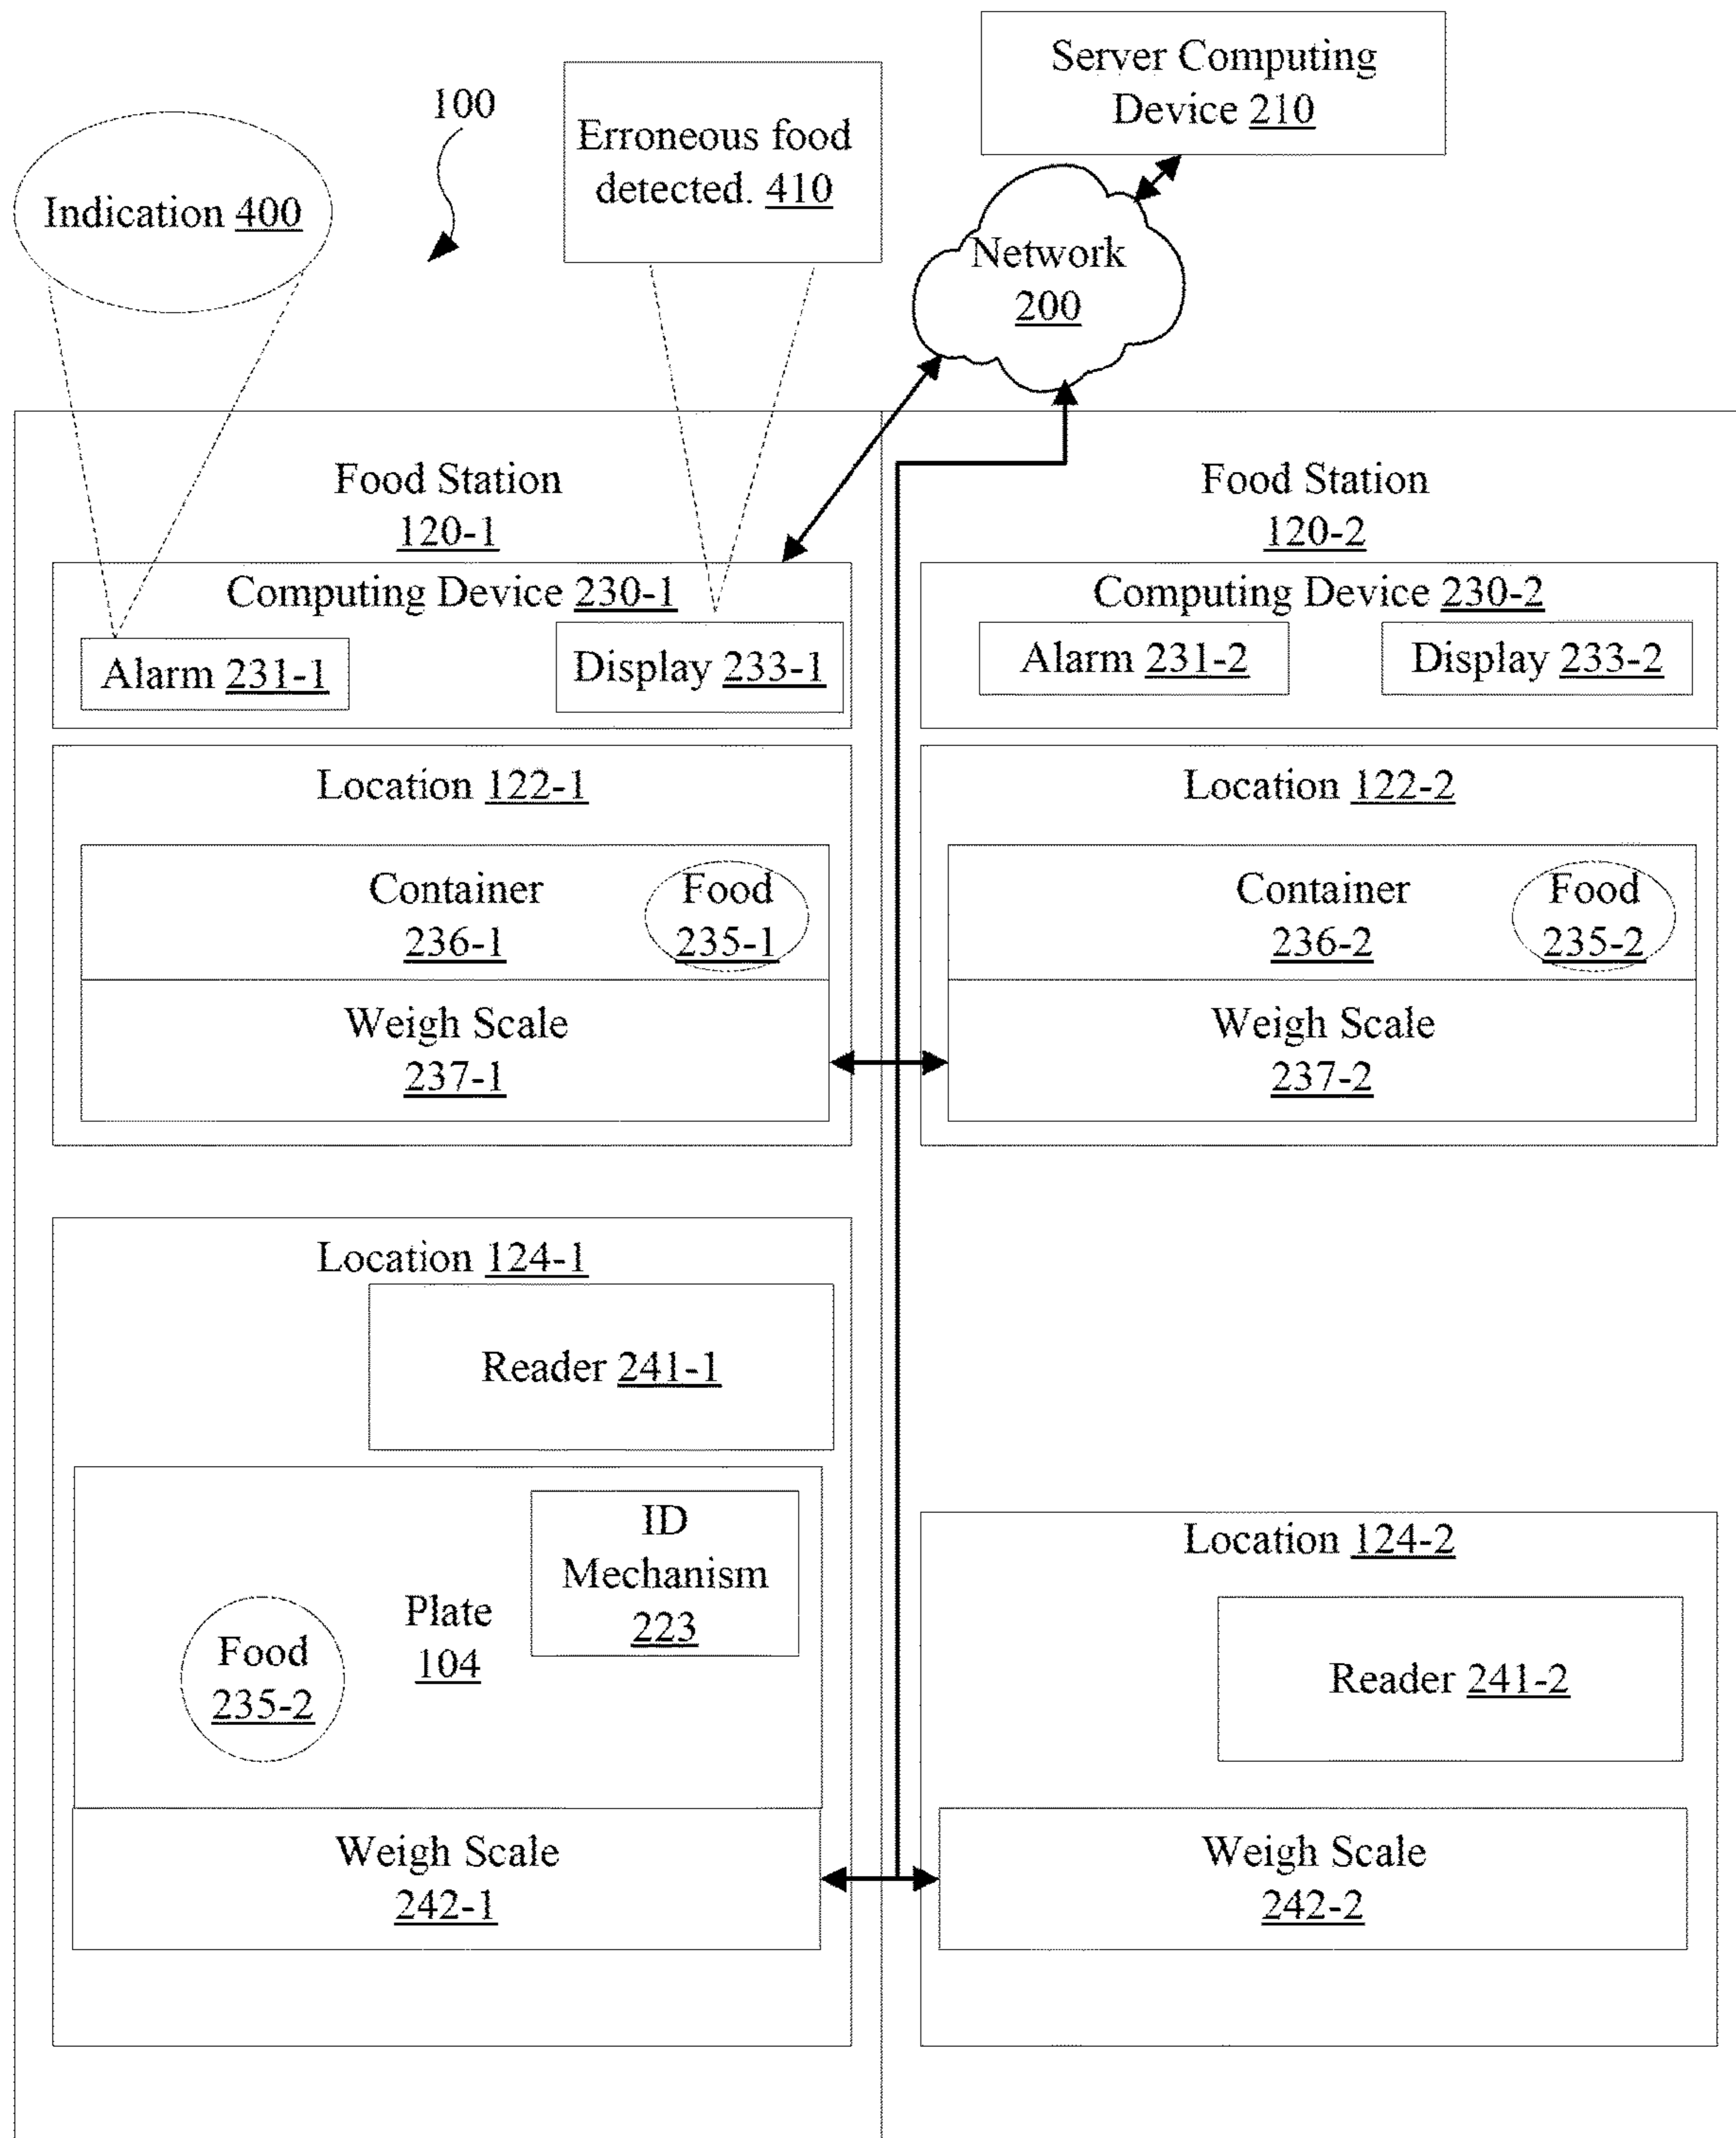 Server Computing
Device 210
100
Erroneous food
detected. 410
Indication 400
Network
200
Food Station
120-1
Computing Device 230-1
Alarm 231-1
Display 233-1
Location 122-1
Container
236-1
Food
235-1
Weigh Scale
237-1
Location 124-1
Reader 241-1
ID
Mechanism
223
Plate
104
Food
235-2
Weigh Scale
242-1
Food Station
120-2
Computing Device 230-2
Alarm 231-2
Display 233-2
Location 122-2
Container
236-2
Food
235-2
Weigh Scale
237-2
Location 124-2
Reader 241-2
Weigh Scale
242-2